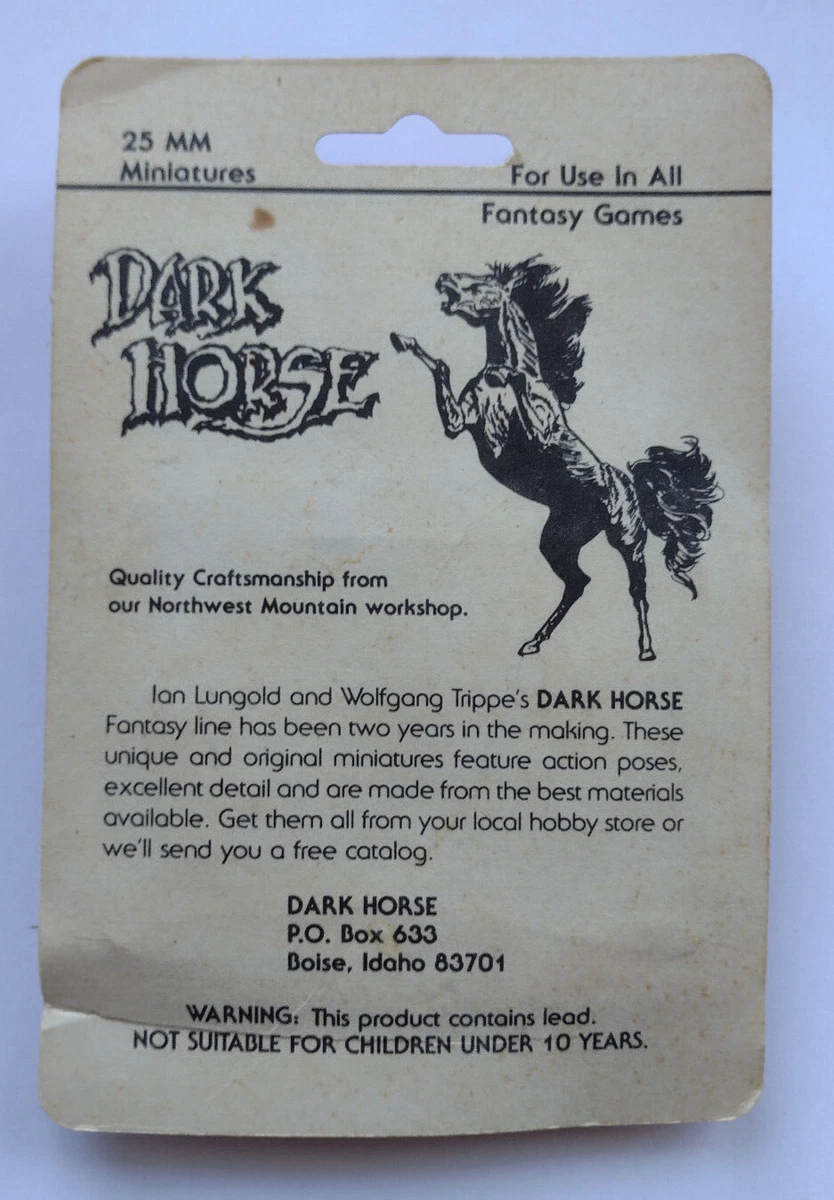 25 MM
Miniatures
For Use In All
Fantasy Games
DARK
HORSE
Quality Craftsmanship from
our Northwest Mountain workshop.
Ian Lungold and Wolfgang Trippe's DARK HORSE
Fantasy line has been two years in the making. These
unique and original miniatures feature action poses,
excellent detail and are made from the best materials
available. Get them all from your local hobby store or
we'll send you a free catalog.
DARK HORSE
P.O. Box 633
Boise, Idaho 83701
WARNING: This product contains lead.
NOT SUITABLE FOR CHILDREN UNDER 10 YEARS.